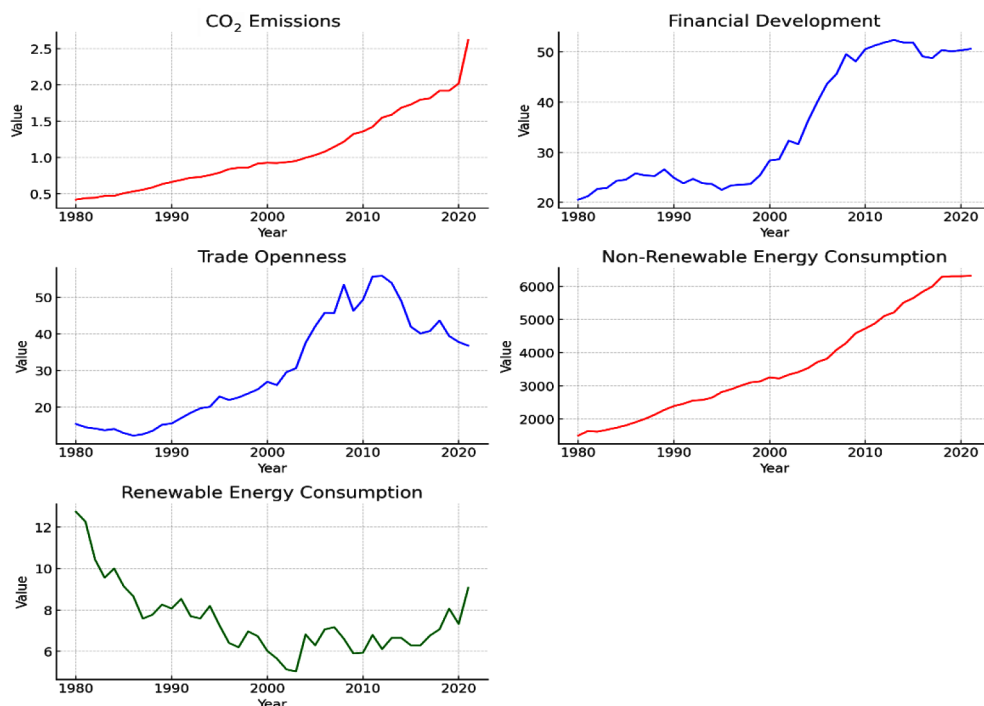 CO₂ Emissions
Value
2.5
2.0
1.5
1.0
0.5
1980 1990 2000 2010 2020
Year
Financial Development
Value
50
40
30
20
1980 1990 2000 2010 2020
Year
Trade Openness
Value
50
40
30
20
1980 1990 2000 2010 2020
Year
Non-Renewable Energy Consumption
Value
6000
5000
4000
3000
2000
1980 1990 2000 2010 2020
Year
Renewable Energy Consumption
Value
12
10
8
6
1980 1990 2000 2010 2020
Year